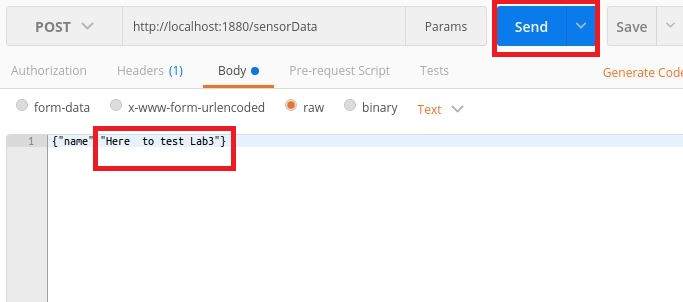 POST http://localhost:1880/sensorData Params Send Save
Authorization Headers (1) Body Pre-request Script Tests Generate Code
form-data x-www-form-urlencoded raw binary Text
1 {"name" "Here to test Lab3"}